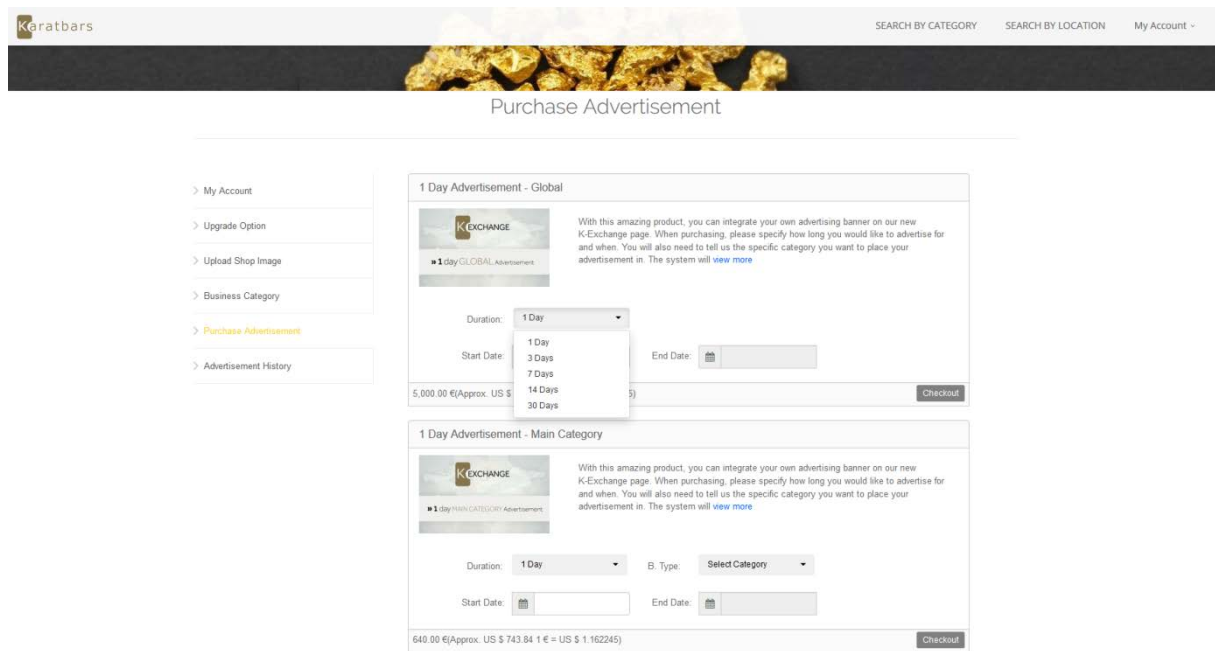 Karatbars
SEARCH BY CATEGORY SEARCH BY LOCATION My Account
Purchase Advertisement
My Account
Upgrade Option
Upload Shop Image
Business Category
Purchase Advertisement
Advertisement History
1 Day Advertisement - Global
K EXCHANGE
» 1 day GLOBAL Advertisement
With this amazing product, you can integrate your own advertising banner on our new
K-Exchange page. When purchasing, please specify how long you would like to advertise for
and when. You will also need to tell us the specific category you want to place your
advertisement in. The system will view more
Duration: 1 Day
1 Day
3 Days
7 Days
14 Days
30 Days
Start Date: End Date:
5,000.00 €(Approx. US $ 5)
Checkout
1 Day Advertisement - Main Category
K EXCHANGE
» 1 day MAIN CATEGORY Advertisement
With this amazing product, you can integrate your own advertising banner on our new
K-Exchange page. When purchasing, please specify how long you would like to advertise for
and when. You will also need to tell us the specific category you want to place your
advertisement in. The system will view more
Duration: 1 Day B. Type: Select Category
Start Date: End Date:
640.00 €(Approx. US $ 743.84 1 € = US $ 1.162245)
Checkout